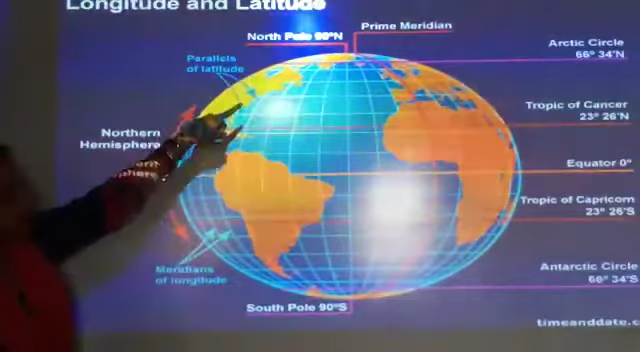 Longitude and Latitude
Prime Meridian
North Pole 90°N
Arctic Circle
66° 34'N
Parallels
of latitude
Tropic of Cancer
23° 26'N
Northern
Hemisphere
Equator 0°
Tropic of Capricorn
23° 26'S
Meridians
of longitude
Antarctic Circle
66° 34'S
South Pole 90°S